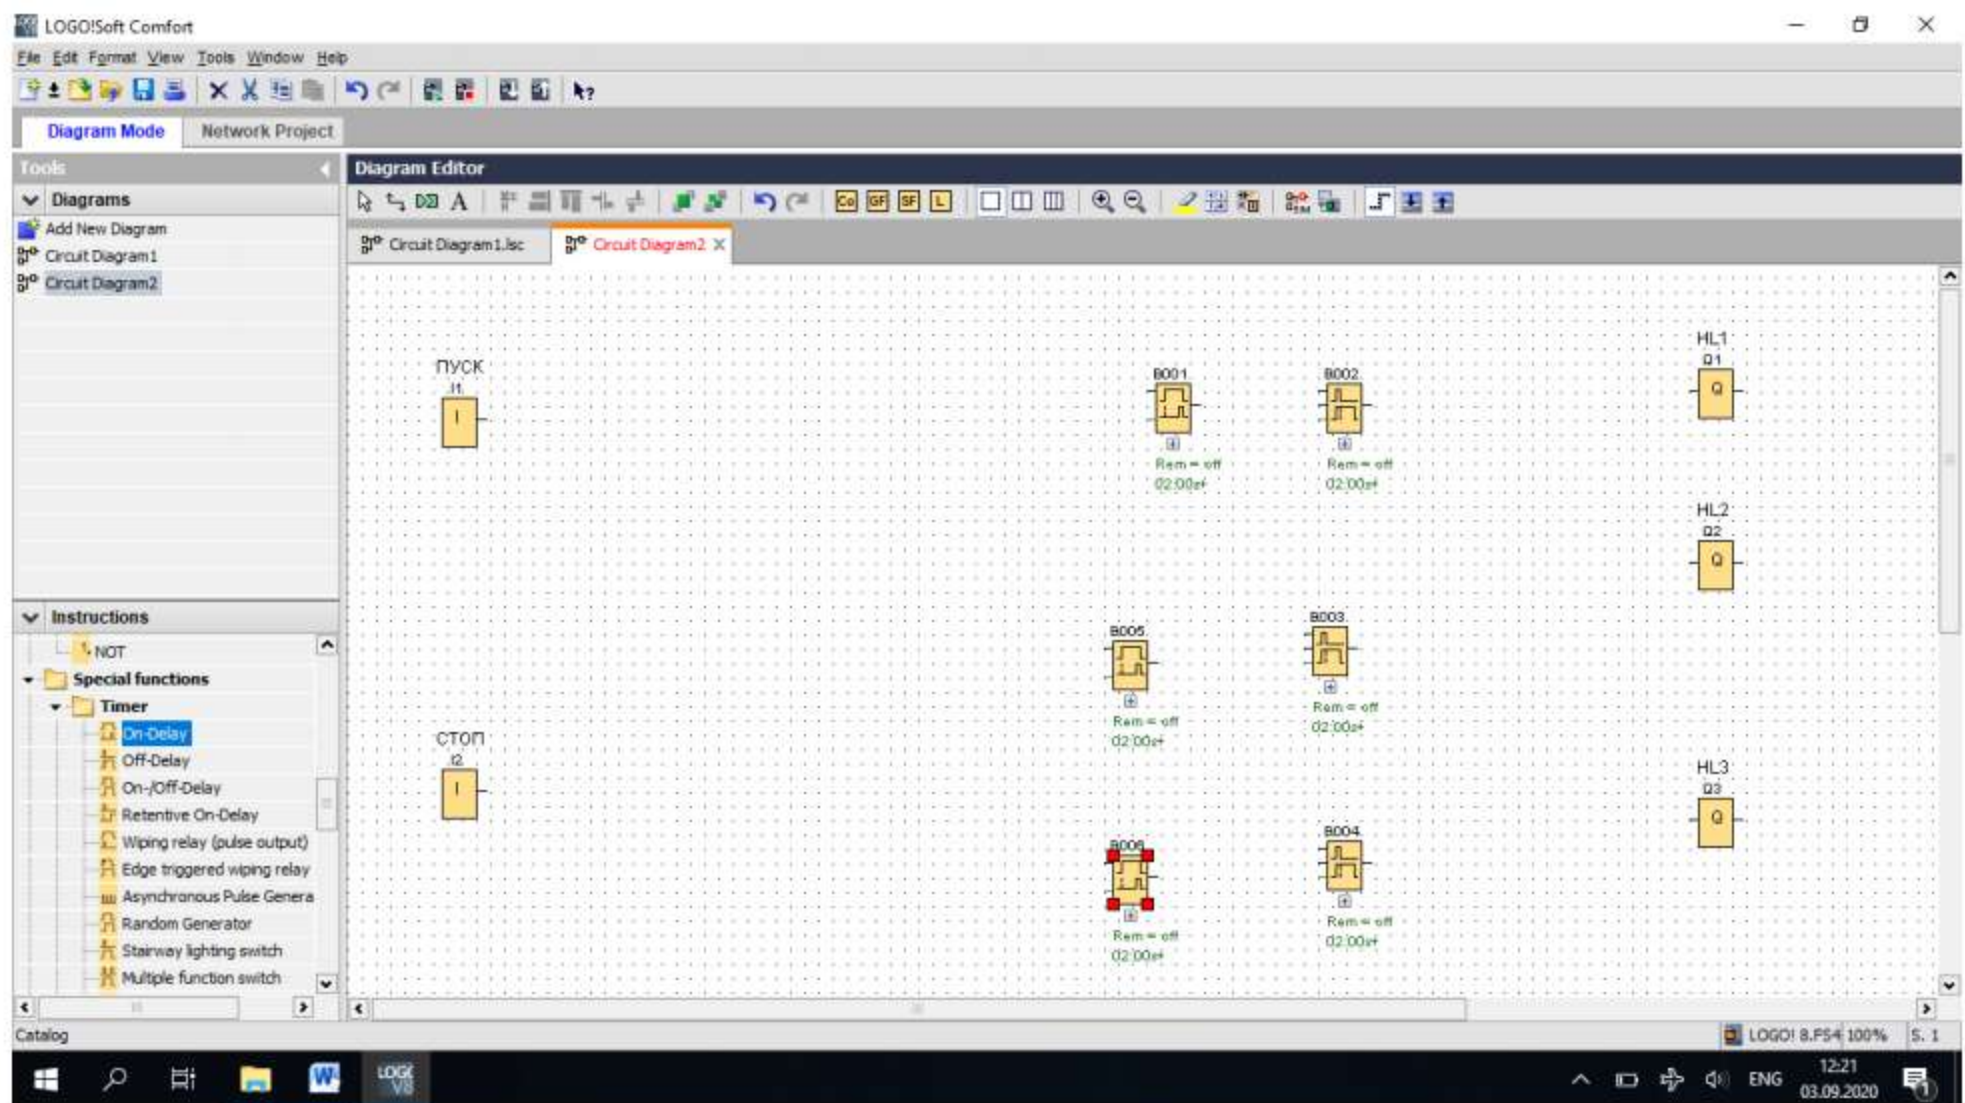 LOGO!Soft Comfort
File Edit Format View Tools Window Help
Diagram Mode Network Project
Tools
Diagram Editor
Diagrams
Co GF SF L
Add New Diagram
Circuit Diagram1.lsc Circuit Diagram2
Circuit Diagram1
Circuit Diagram2
HL1
Q1
Q
ПУСК
I1
I
B001
Rem = off
02:00s+
B002
Rem = off
02:00s+
HL2
Q2
Q
Instructions
NOT
Special functions
Timer
On-Delay
Off-Delay
On-/Off-Delay
Retentive On-Delay
Wiping relay (pulse output)
Edge triggered wiping relay
Asynchronous Pulse Genera
Random Generator
Stairway lighting switch
Multiple function switch
B005
Rem = off
02:00s+
B003
Rem = off
02:00s+
СТОП
I2
I
HL3
Q3
Q
B006
Rem = off
02:00s+
B004
Rem = off
02:00s+
Catalog
LOGO! 8.FS4 100% S. 1
ENG
12:21
03.09.2020